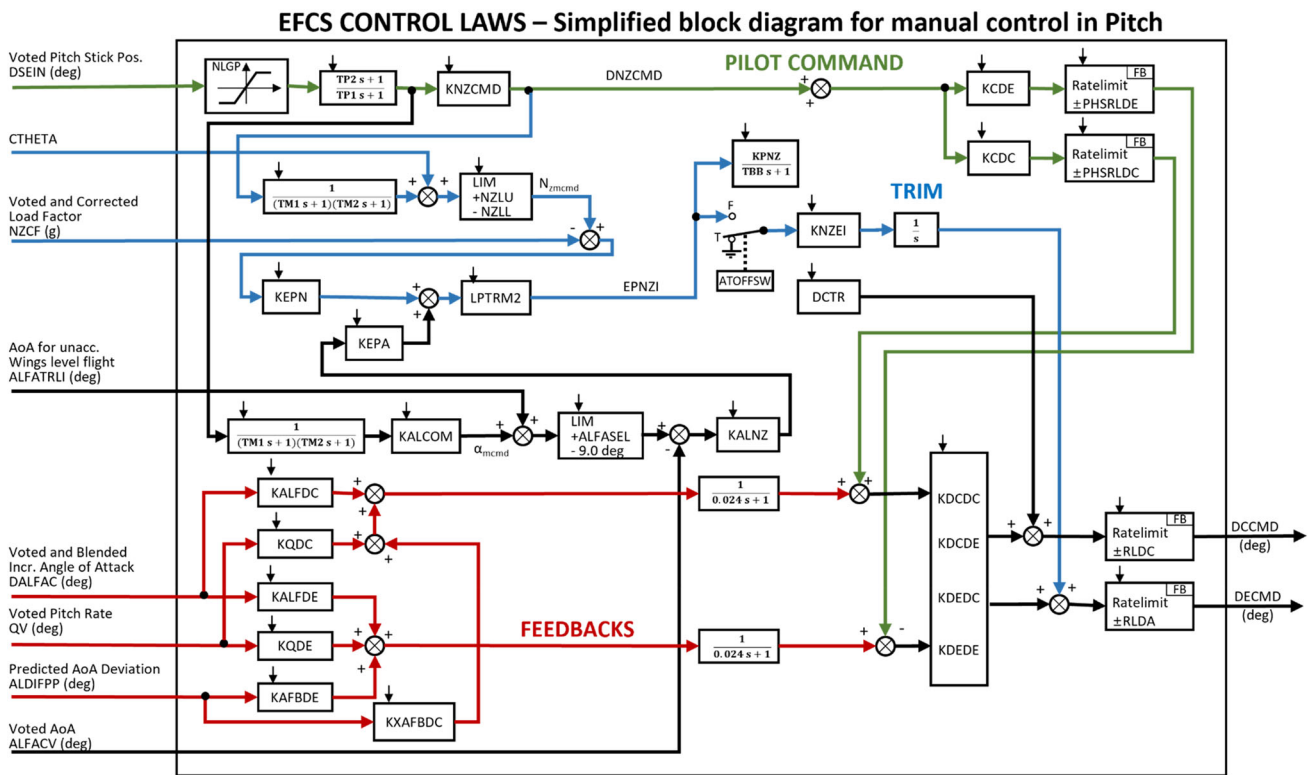 EFCS CONTROL LAWS – Simplified block diagram for manual control in Pitch
Voted Pitch Stick Pos.
DSEIN (deg)
NLGP
TP2 s + 1
TP1 s + 1
KNZCMD
DNZCMD
PILOT COMMAND
+
+
KCDE
FB
Ratelimit
±PHSRLDE
KCDC
FB
Ratelimit
±PHSRLDC
CTHETA
1
(TM1 s + 1)(TM2 s + 1)
+
+
LIM
+NZLU
- NZLL
Nzmcmd
KPNZ
TBB s + 1
TRIM
Voted and Corrected
Load Factor
NZCF (g)
-
+
F
T
KNZEI
1
s
ATOFFSW
DCTR
KEPN
+
+
LPTRM2
EPNZI
KEPA
AoA for unacc.
Wings level flight
ALFATRLI (deg)
1
(TM1 s + 1)(TM2 s + 1)
KALCOM
αmcmd
+
+
LIM
+ALFASEL
- 9.0 deg
+
-
KALNZ
KALFDC
+
+
1
0.024 s + 1
+
+
KDCDC
KDCDE
KDEDC
KDEDE
KQDC
+
+
+
+
FB
Ratelimit
±RLDC
DCCMD
(deg)
Voted and Blended
Incr. Angle of Attack
DALFAC (deg)
KALFDE
+
+
FB
Ratelimit
±RLDA
DECMD
(deg)
Voted Pitch Rate
QV (deg)
KQDE
+
+
+
FEEDBACKS
1
0.024 s + 1
+
-
Predicted AoA Deviation
ALDIFPP (deg)
KAFBDE
KXAFBDC
Voted AoA
ALFACV (deg)